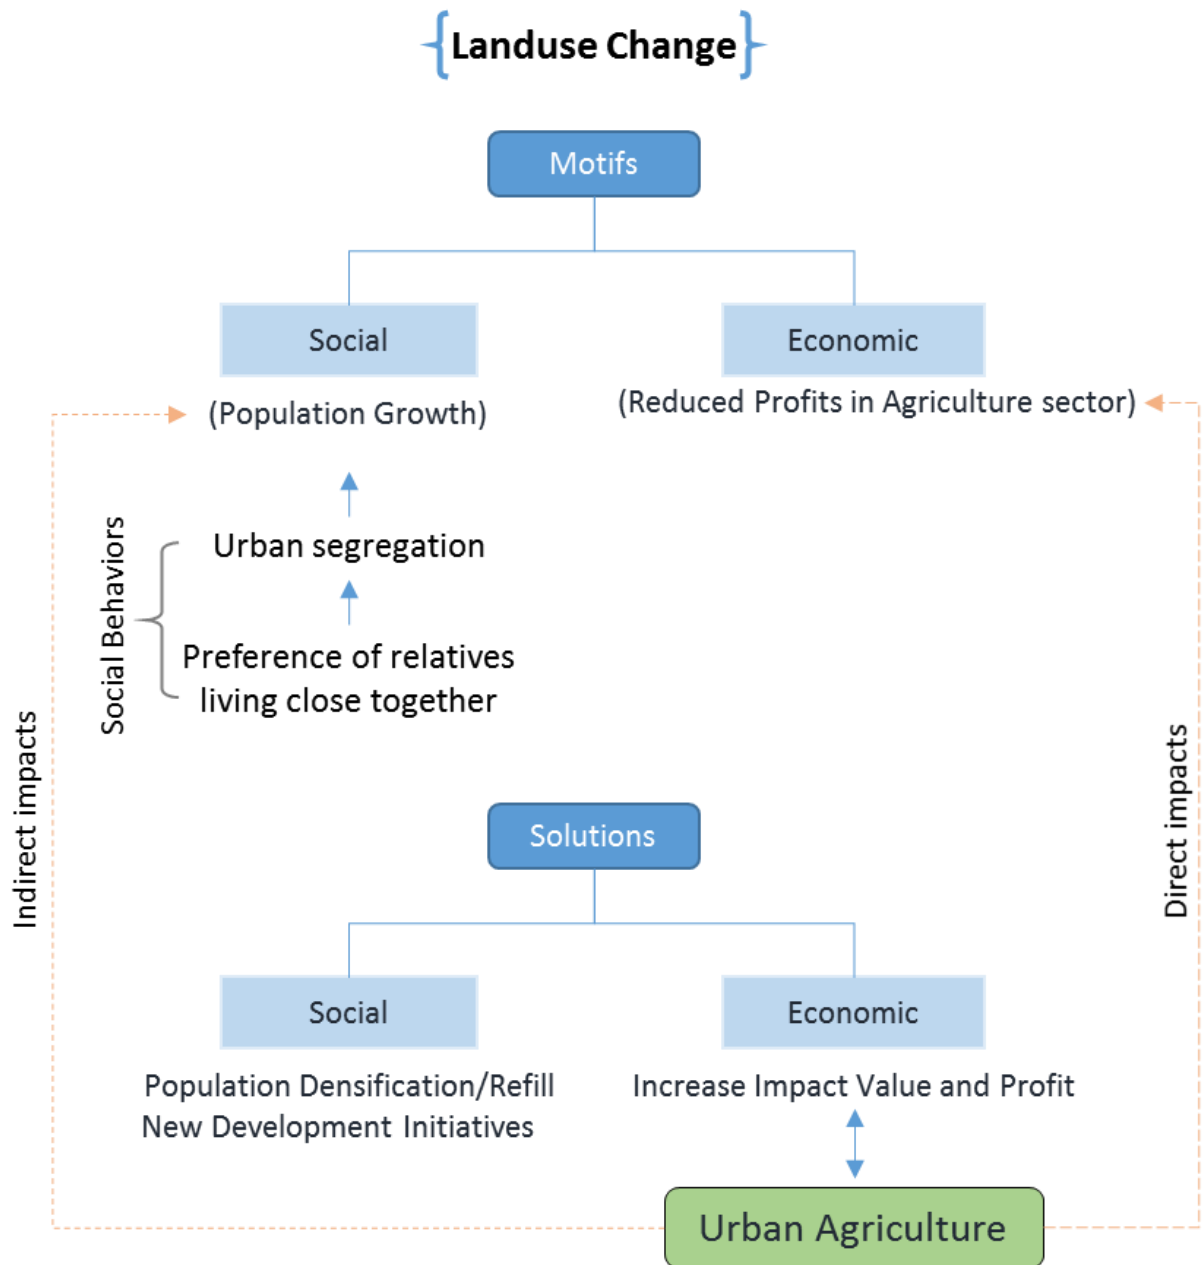 {Landuse Change}
Motifs
Social
Economic
(Population Growth)
(Reduced Profits in Agriculture sector)
Social Behaviors
Urban segregation
Preference of relatives
living close together
Indirect impacts
Direct impacts
Solutions
Social
Economic
Population Densification/Refill
New Development Initiatives
Increase Impact Value and Profit
Urban Agriculture